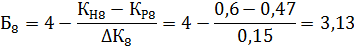 Б₈ = 4 − (К_Н8 − К_Р8)/ΔК₈ = 4 − (0,6 − 0,47)/0,15 = 3,13